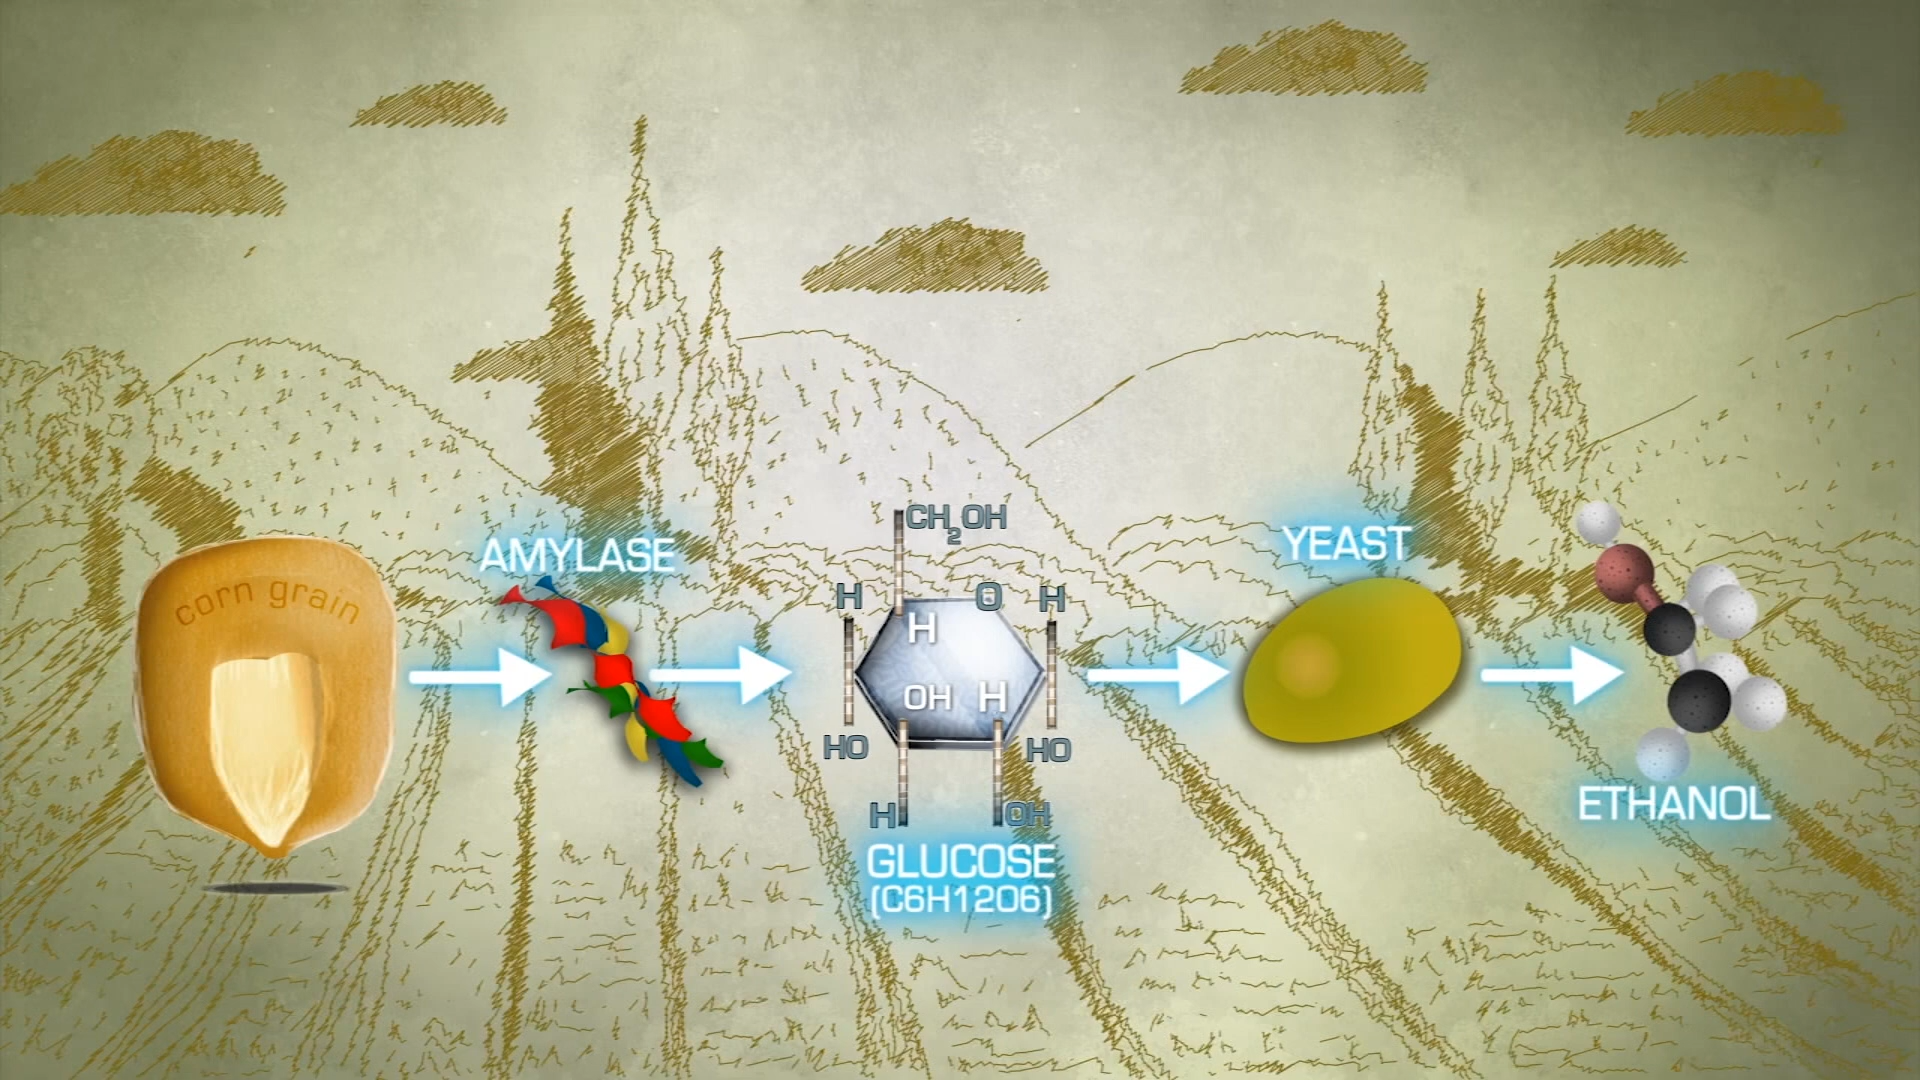 corn grain
AMYLASE
CH2OH
H
O
H
H
OH
H
HO
HO
H
OH
GLUCOSE
(C6H12O6)
YEAST
ETHANOL